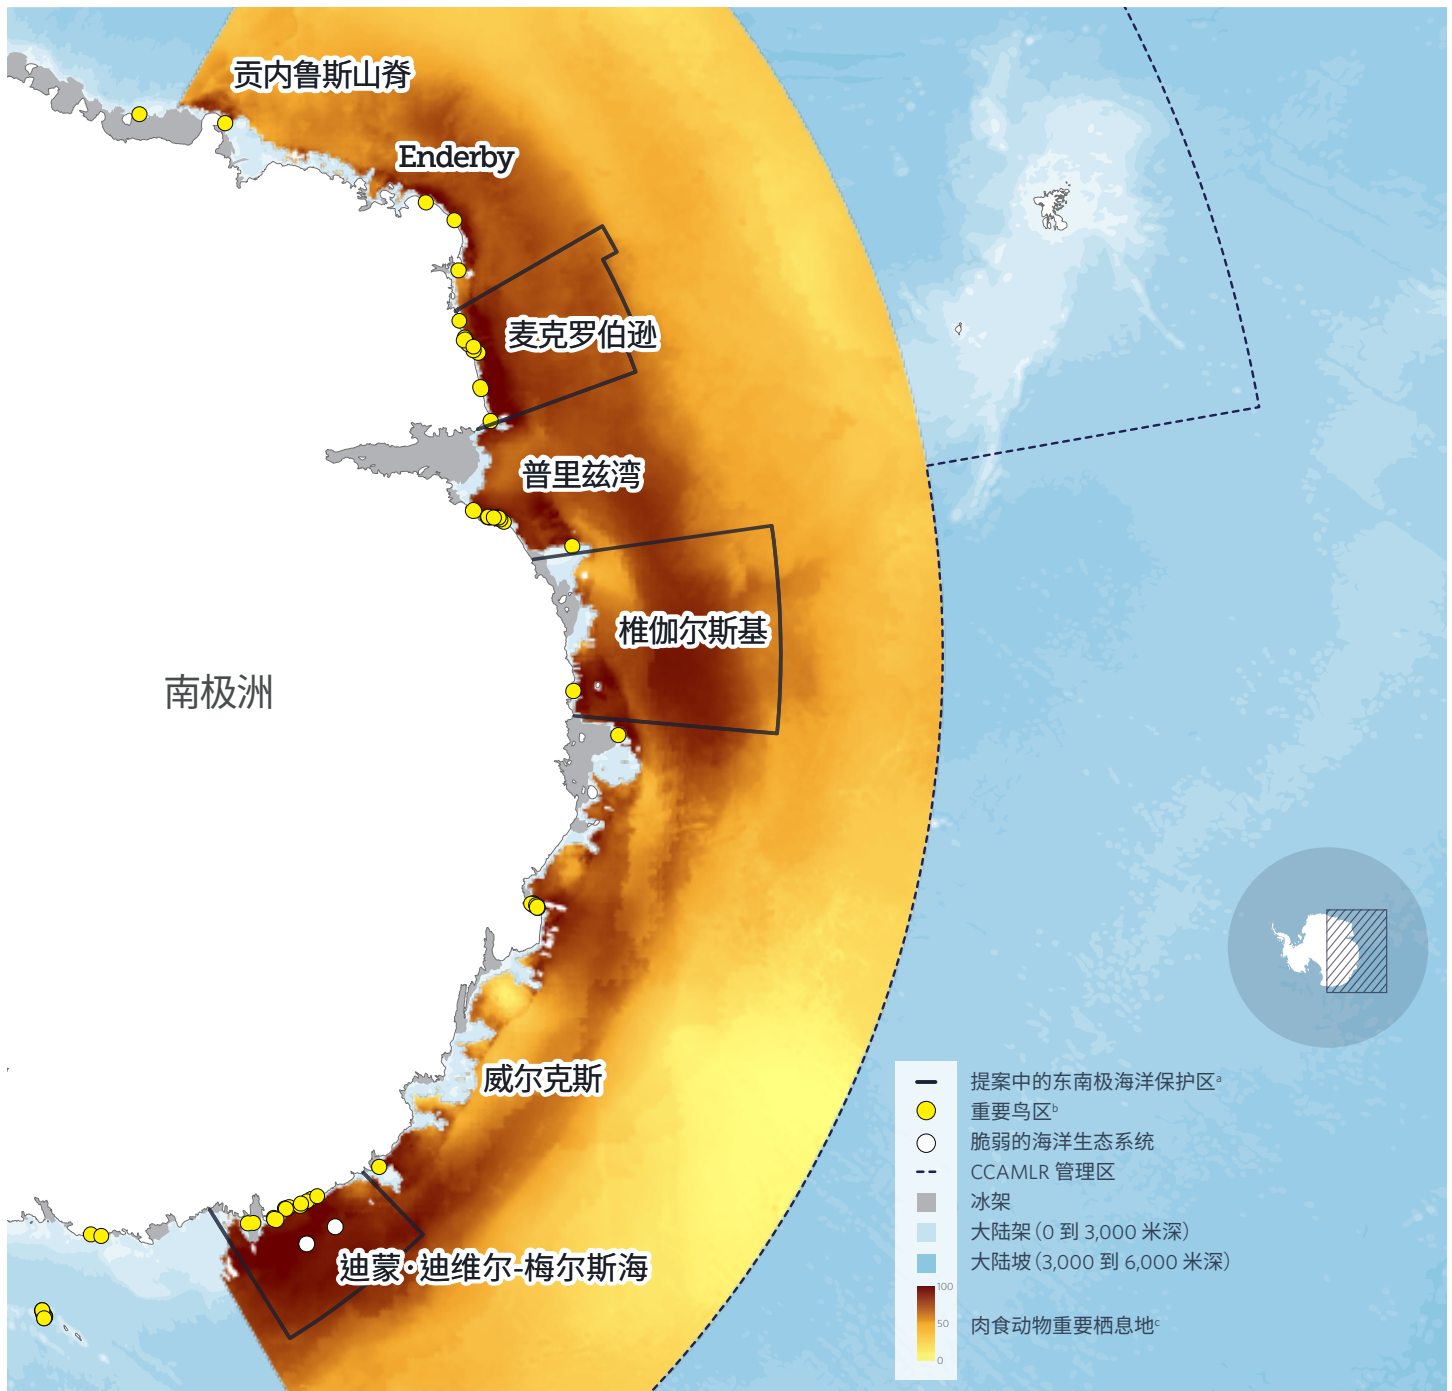 贡内鲁斯山脊
Enderby
麦克罗伯逊
普里兹湾
椎伽尔斯基
南极洲
威尔克斯
迪蒙·迪维尔-梅尔斯海
提案中的东南极海洋保护区a
重要鸟区b
脆弱的海洋生态系统
CCAMLR 管理区
冰架
大陆架（0 到 3,000 米深）
大陆坡（3,000 到 6,000 米深）
100
50
0
肉食动物重要栖息地c